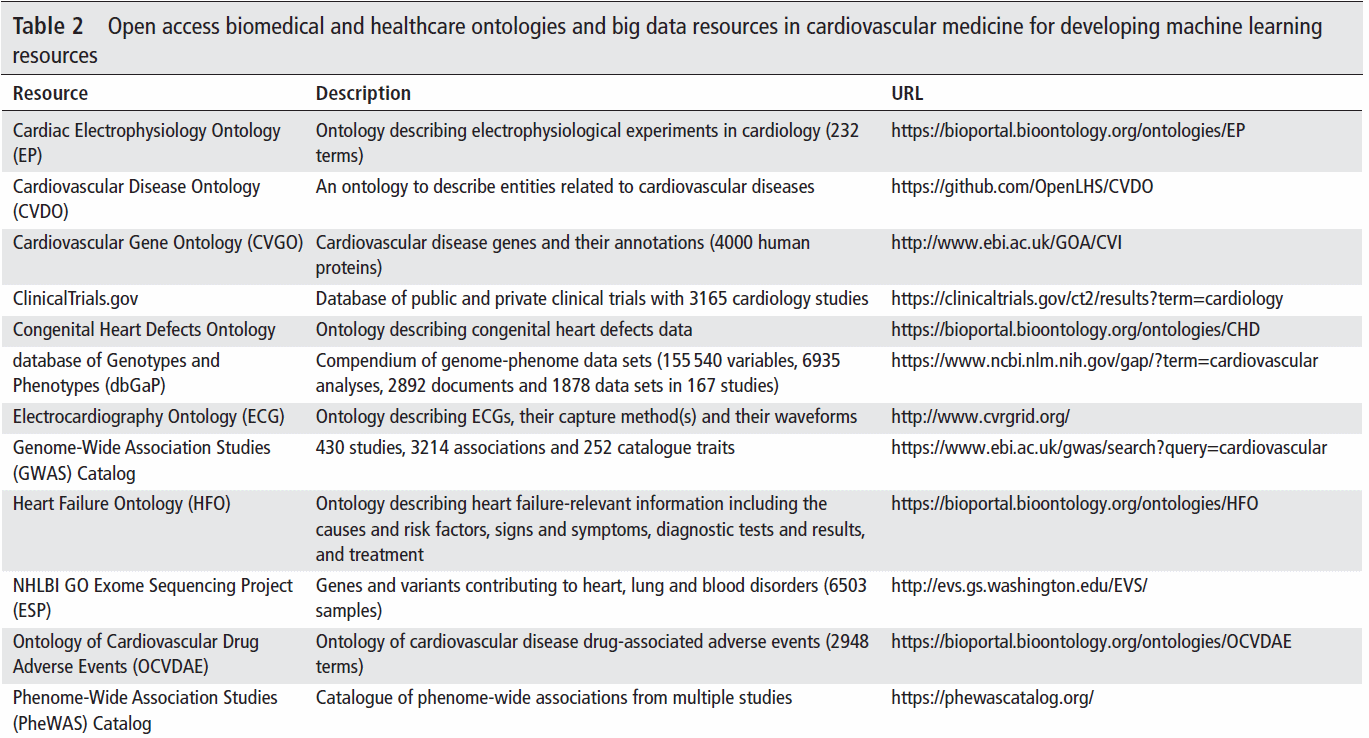 Table 2 Open access biomedical and healthcare ontologies and big data resources in cardiovascular medicine for developing machine learning
resources
Resource Description URL
Cardiac Electrophysiology Ontology Ontology describing electrophysiological experiments in cardiology (232 https://bioportal.bioontology.org/ontologies/EP
(EP) terms)
Cardiovascular Disease Ontology An ontology to describe entities related to cardiovascular diseases https://github.com/OpenLHS/CVDO
(CVDO)
Cardiovascular Gene Ontology (CVGO) Cardiovascular disease genes and their annotations (4000 human http://www.ebi.ac.uk/GOA/CVI
proteins)
ClinicalTrials.gov Database of public and private clinical trials with 3165 cardiology studies https://clinicaltrials.gov/ct2/results?term=cardiology
Congenital Heart Defects Ontology Ontology describing congenital heart defects data https://bioportal.bioontology.org/ontologies/CHD
database of Genotypes and Compendium of genome-phenome data sets (155 540 variables, 6935 https://www.ncbi.nlm.nih.gov/gap/?term=cardiovascular
Phenotypes (dbGaP) analyses, 2892 documents and 1878 data sets in 167 studies)
Electrocardiography Ontology (ECG) Ontology describing ECGs, their capture method(s) and their waveforms http://www.cvrgrid.org/
Genome-Wide Association Studies 430 studies, 3214 associations and 252 catalogue traits https://www.ebi.ac.uk/gwas/search?query=cardiovascular
(GWAS) Catalog
Heart Failure Ontology (HFO) Ontology describing heart failure-relevant information including the https://bioportal.bioontology.org/ontologies/HFO
causes and risk factors, signs and symptoms, diagnostic tests and results,
and treatment
NHLBI GO Exome Sequencing Project Genes and variants contributing to heart, lung and blood disorders (6503 http://evs.gs.washington.edu/EVS/
(ESP) samples)
Ontology of Cardiovascular Drug Ontology of cardiovascular disease drug-associated adverse events (2948 https://bioportal.bioontology.org/ontologies/OCVDAE
Adverse Events (OCVDAE) terms)
Phenome-Wide Association Studies Catalogue of phenome-wide associations from multiple studies https://phewascatalog.org/
(PheWAS) Catalog